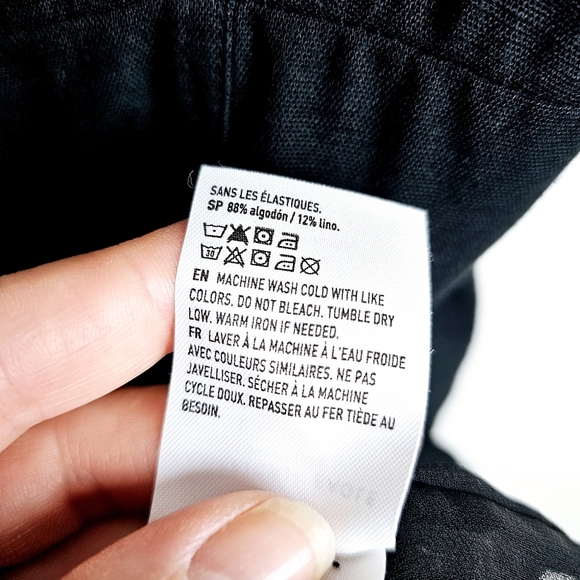 SANS LES ÉLASTIQUES.
SP 88% algodón / 12% lino.
30
EN MACHINE WASH COLD WITH LIKE
COLORS. DO NOT BLEACH. TUMBLE DRY
LOW. WARM IRON IF NEEDED.
FR LAVER À LA MACHINE À L'EAU FROIDE
AVEC COULEURS SIMILAIRES. NE PAS
JAVELLISER. SÉCHER À LA MACHINE
CYCLE DOUX. REPASSER AU FER TIÈDE AU
BESOIN.